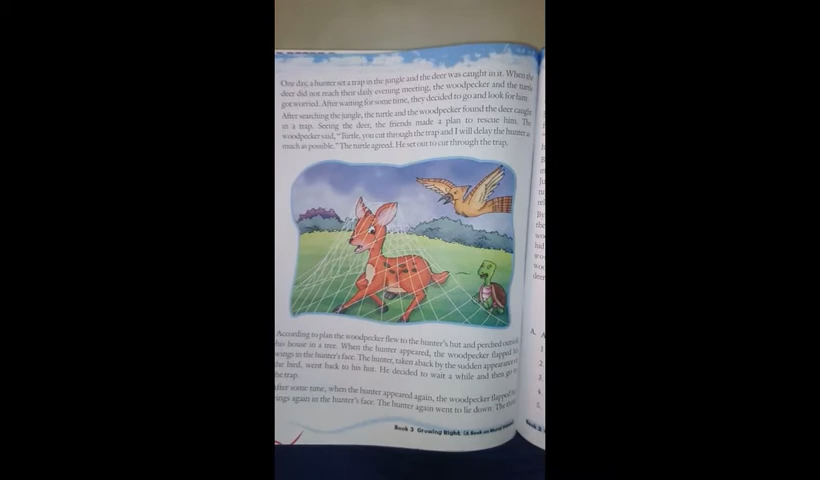 One day, a hunter set a trap in the jungle and the deer was caught in it. When the
deer did not reach their daily evening meeting, the woodpecker and the turtle
got worried. After waiting for some time, they decided to go and look for him.
After searching the jungle, the turtle and the woodpecker found the deer caught
in a trap. Seeing the deer, the friends made a plan to rescue him. The
woodpecker said, "Turtle, you cut through the trap and I will delay the hunter as
much as possible." The turtle agreed. He set out to cut through the trap.
According to plan the woodpecker flew to the hunter's hut and perched
his house in a tree. When the hunter appeared, the woodpecker flapped
wings in the hunter's face. The hunter, taken aback by the sudden appearance
the bird, went back to his hut. He decided to wait a while and then
the trap.
After some time, when the hunter appeared again, the woodpecker flapped
wings again in the hunter's face. The hunter again went to lie down. The
Book 3 Growing Right. (A Book on Moral
A.
1
2.
3.
4.
5.